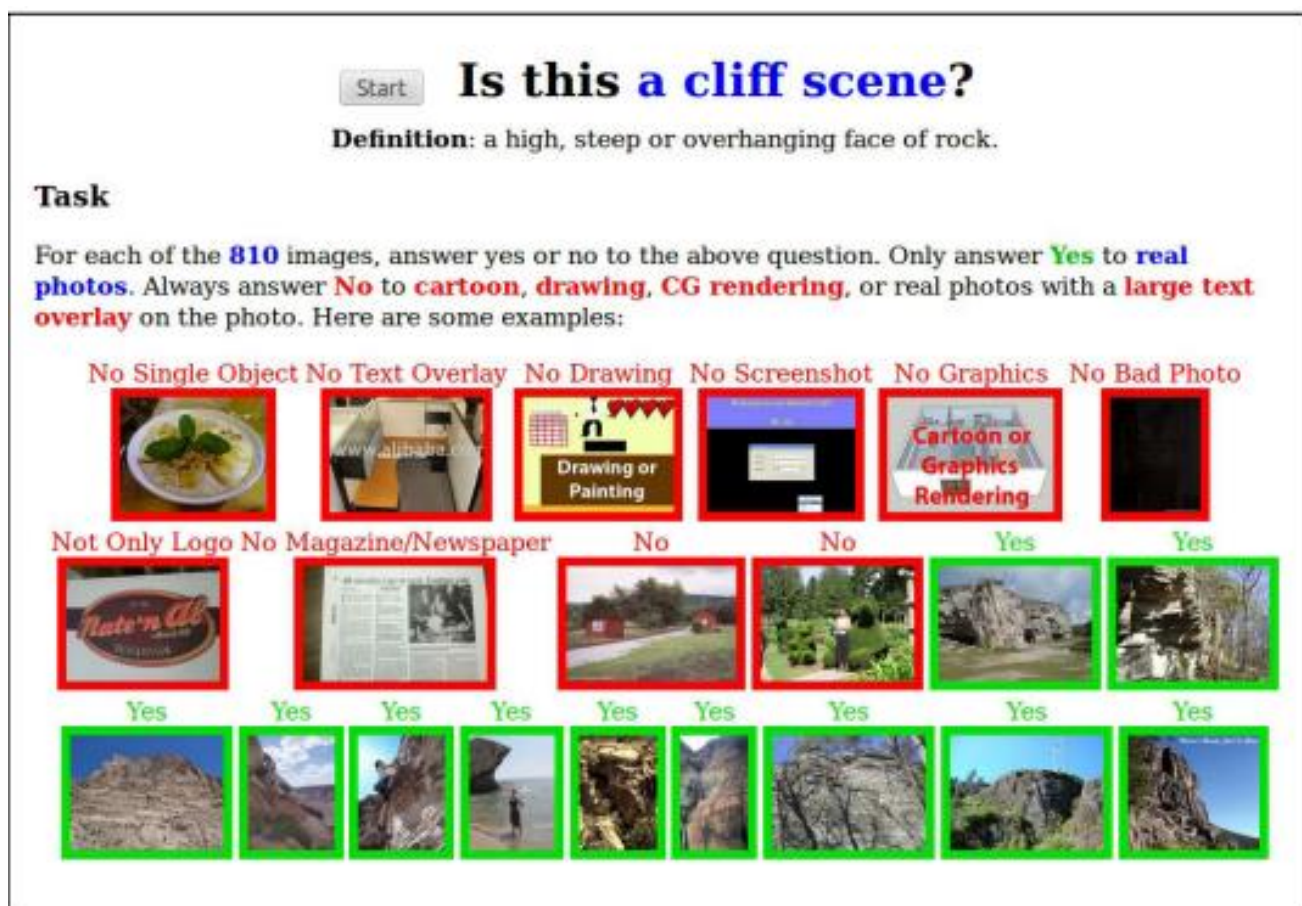 Start Is this a cliff scene?
Definition: a high, steep or overhanging face of rock.
Task
For each of the 810 images, answer yes or no to the above question. Only answer Yes to real
photos. Always answer No to cartoon, drawing, CG rendering, or real photos with a large text
overlay on the photo. Here are some examples:
No Single Object No Text Overlay No Drawing No Screenshot No Graphics No Bad Photo
www.alibaba.com
Drawing or
Painting
Cartoon or
Graphics
Rendering
Not Only Logo No Magazine/Newspaper No No Yes Yes
Nate'n Al
Yes Yes Yes Yes Yes Yes Yes Yes Yes